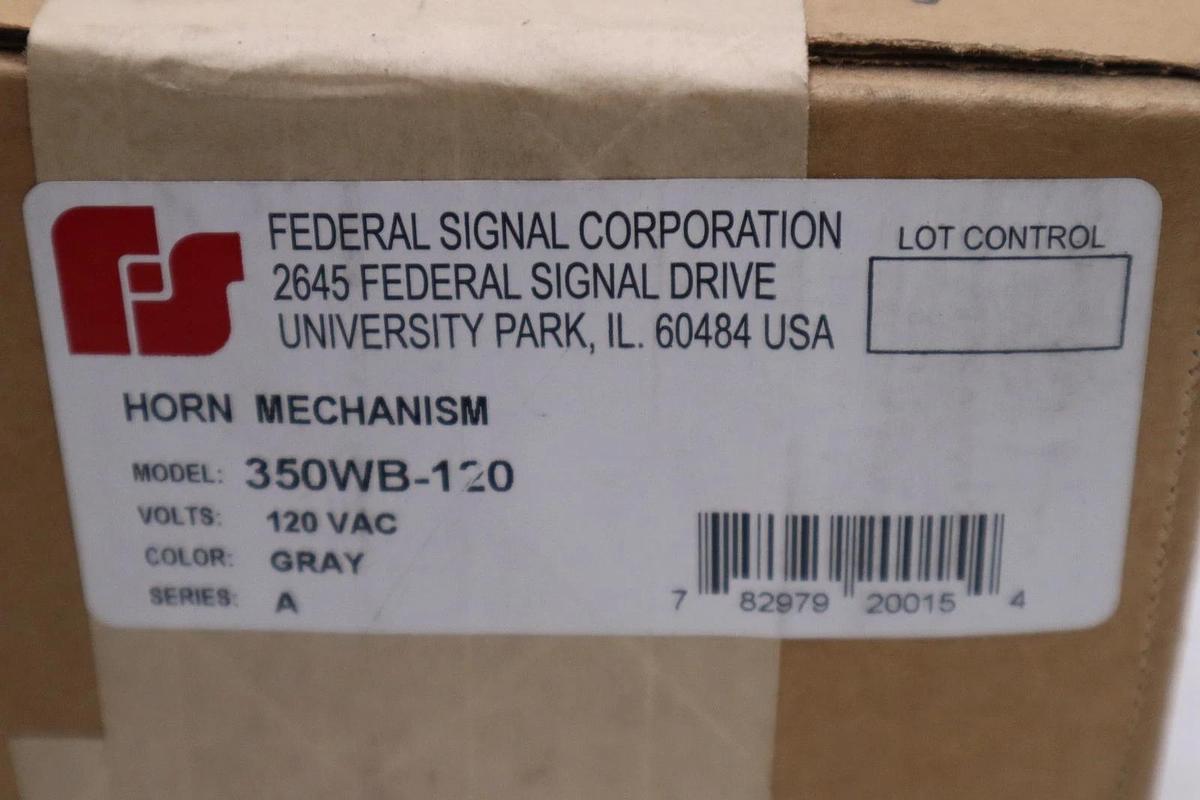 FS
FEDERAL SIGNAL CORPORATION
2645 FEDERAL SIGNAL DRIVE
UNIVERSITY PARK, IL. 60484 USA
LOT CONTROL
HORN MECHANISM
MODEL: 350WB-120
VOLTS: 120 VAC
COLOR: GRAY
SERIES: A
7 82979 20015 4